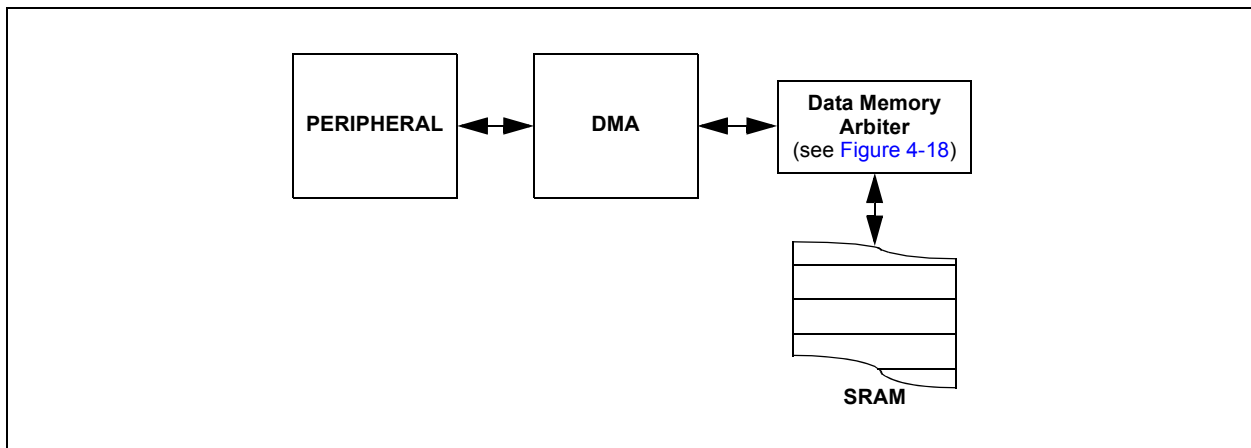 PERIPHERAL
DMA
Data Memory
Arbiter
(see Figure 4-18)
SRAM